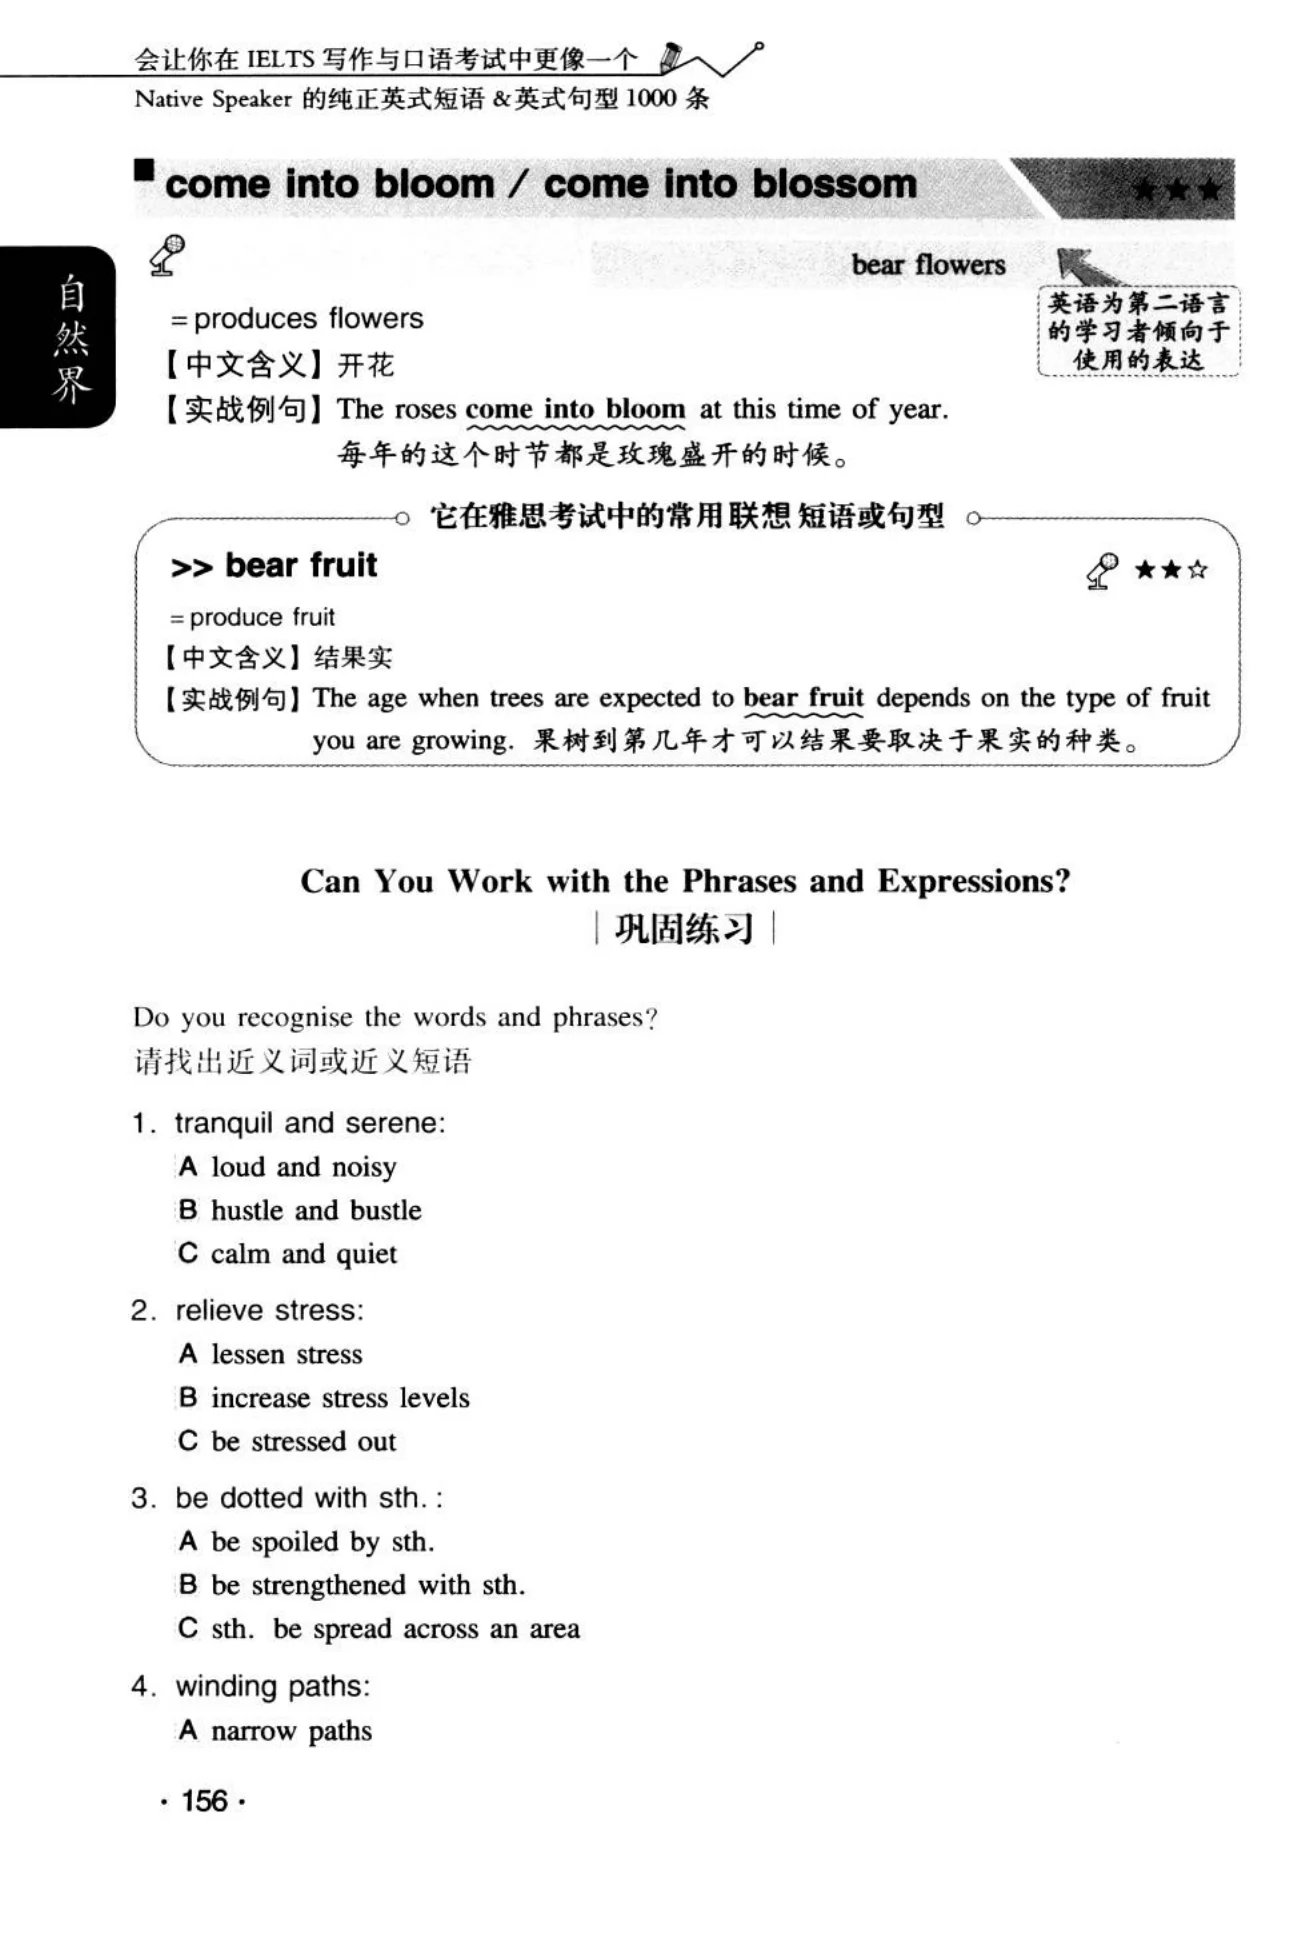 会让你在 IELTS 写作与口语考试中更像一个
Native Speaker 的纯正英式短语 &英式句型 1000 条
come into bloom / come into blossom ★★★
自然界
bear flowers
英语为第二语言
的学习者倾向于
使用的表达
= produces flowers
【中文含义】开花
【实战例句】The roses come into bloom at this time of year.
每年的这个时节都是玫瑰盛开的时候。
它在雅思考试中的常用联想短语或句型
>> bear fruit ★★☆
= produce fruit
【中文含义】结果实
【实战例句】The age when trees are expected to bear fruit depends on the type of fruit
you are growing. 果树到第几年才可以结果要取决于果实的种类。
Can You Work with the Phrases and Expressions?
| 巩固练习 |
Do you recognise the words and phrases?
请找出近义词或近义短语
1. tranquil and serene:
A loud and noisy
B hustle and bustle
C calm and quiet
2. relieve stress:
A lessen stress
B increase stress levels
C be stressed out
3. be dotted with sth. :
A be spoiled by sth.
B be strengthened with sth.
C sth. be spread across an area
4. winding paths:
A narrow paths
· 156 ·